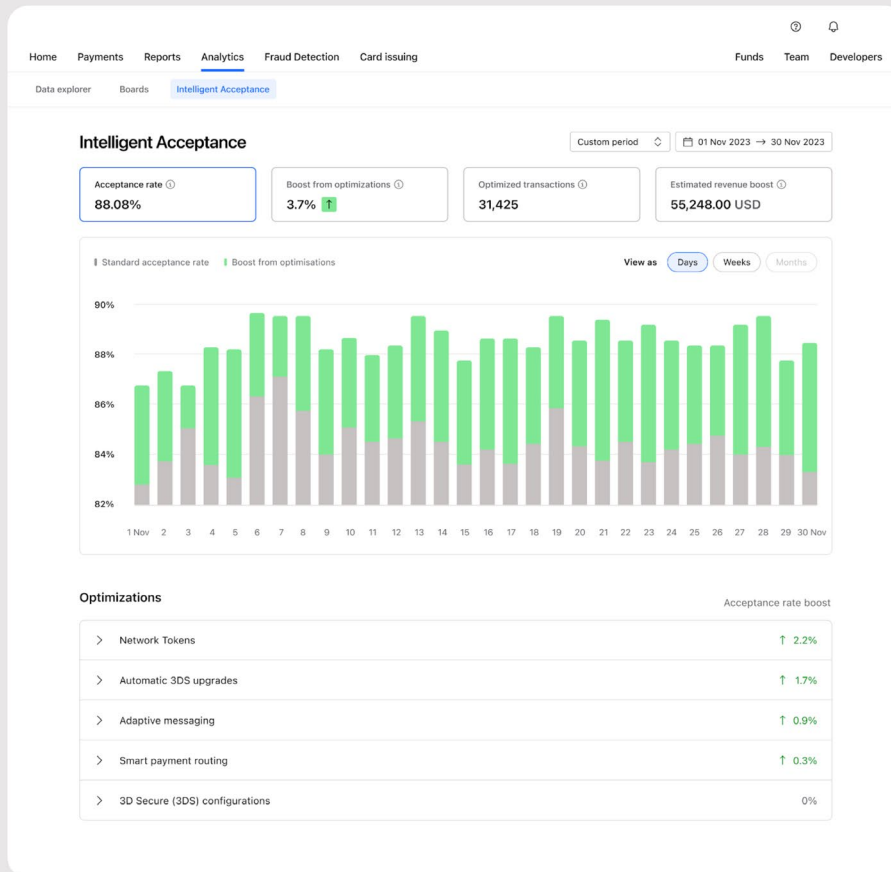 Home Payments Reports Analytics Fraud Detection Card issuing Funds Team Developers
Data explorer Boards Intelligent Acceptance
Intelligent Acceptance Custom period 01 Nov 2023 → 30 Nov 2023
Acceptance rate Boost from optimizations Optimized transactions Estimated revenue boost
88.08% 3.7% ↑ 31,425 55,248.00 USD
Standard acceptance rate Boost from optimisations View as Days Weeks Months
90%
88%
86%
84%
82%
1 Nov 2 3 4 5 6 7 8 9 10 11 12 13 14 15 16 17 18 19 20 21 22 23 24 25 26 27 28 29 30 Nov
Optimizations Acceptance rate boost
Network Tokens ↑ 2.2%
Automatic 3DS upgrades ↑ 1.7%
Adaptive messaging ↑ 0.9%
Smart payment routing ↑ 0.3%
3D Secure (3DS) configurations 0%